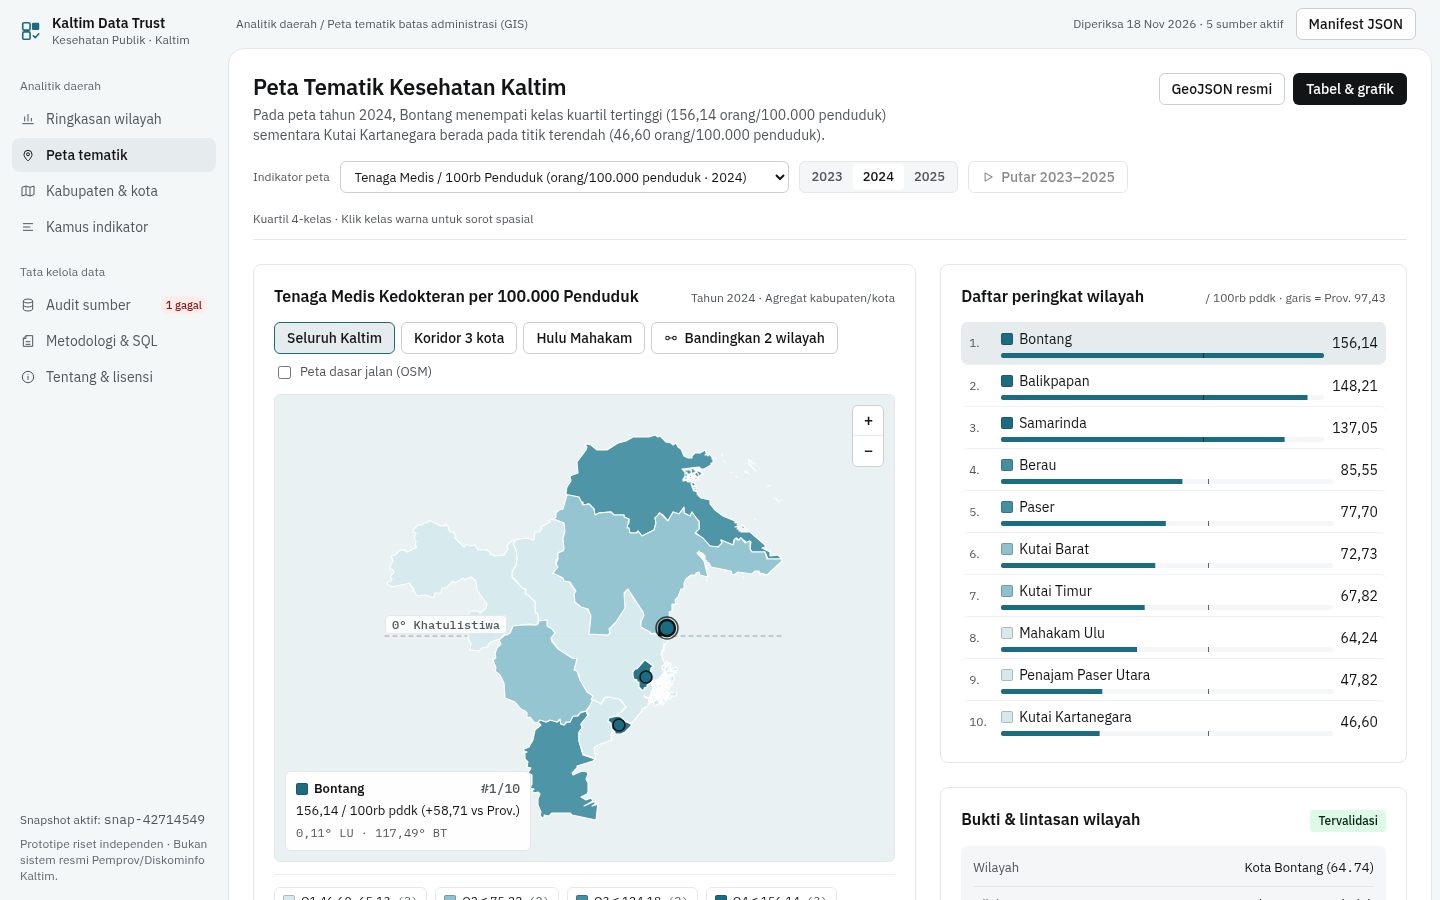 Kaltim Data Trust
Kesehatan Publik · Kaltim
Analitik daerah
Ringkasan wilayah
Peta tematik
Kabupaten & kota
Kamus indikator
Tata kelola data
Audit sumber
1 gagal
Metodologi & SQL
Tentang & lisensi
Snapshot aktif: snap-42714549
Prototipe riset independen · Bukan
sistem resmi Pemprov/Diskominfo
Kaltim.
Analitik daerah / Peta tematik batas administrasi (GIS)
Diperiksa 18 Nov 2026 · 5 sumber aktif
Manifest JSON
Peta Tematik Kesehatan Kaltim
Pada peta tahun 2024, Bontang menempati kelas kuartil tertinggi (156,14 orang/100.000 penduduk)
sementara Kutai Kartanegara berada pada titik terendah (46,60 orang/100.000 penduduk).
GeoJSON resmi
Tabel & grafik
Indikator peta
Tenaga Medis / 100rb Penduduk (orang/100.000 penduduk · 2024)
2023 2024 2025
Putar 2023–2025
Kuartil 4-kelas · Klik kelas warna untuk sorot spasial
Tenaga Medis Kedokteran per 100.000 Penduduk
Tahun 2024 · Agregat kabupaten/kota
Seluruh Kaltim
Koridor 3 kota
Hulu Mahakam
Bandingkan 2 wilayah
Peta dasar jalan (OSM)
+
−
0° Khatulistiwa
Bontang #1/10
156,14 / 100rb pddk (+58,71 vs Prov.)
0,11° LU · 117,49° BT
Daftar peringkat wilayah
/ 100rb pddk · garis = Prov. 97,43
1. Bontang 156,14
2. Balikpapan 148,21
3. Samarinda 137,05
4. Berau 85,55
5. Paser 77,70
6. Kutai Barat 72,73
7. Kutai Timur 67,82
8. Mahakam Ulu 64,24
9. Penajam Paser Utara 47,82
10. Kutai Kartanegara 46,60
Bukti & lintasan wilayah
Tervalidasi
Wilayah Kota Bontang (64.74)